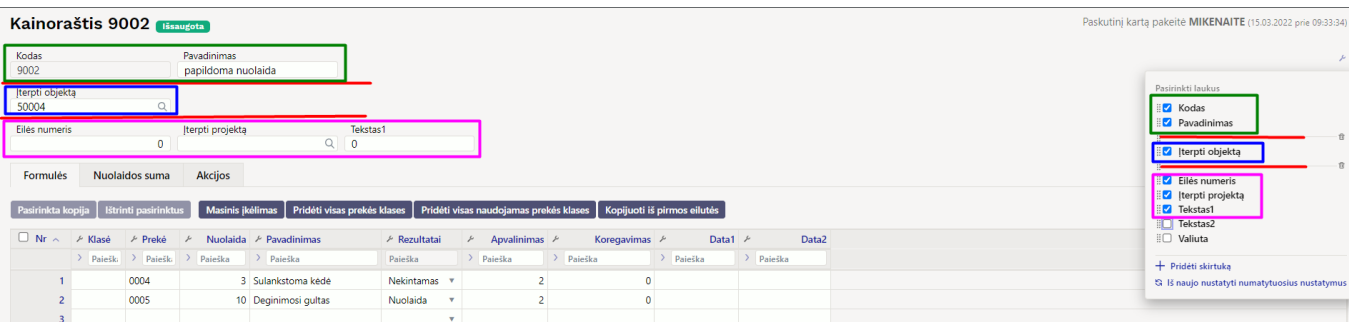 Kainoraštis 9002 Išsaugota
Paskutinį kartą pakeitė MIKENAITE (15.03.2022 prie 09:33:34)
Kodas Pavadinimas
9002 papildoma nuolaida
Įterpti objektą
50004
Eilės numeris Įterpti projektą Tekstas1
0 0
Pasirinkti laukus
Kodas
Pavadinimas
Įterpti objektą
Eilės numeris
Įterpti projektą
Tekstas1
Tekstas2
Valiuta
+ Pridėti skirtuką
Iš naujo nustatyti numatytuosius nustatymus
Formulės Nuolaidos suma Akcijos
Pasirinkta kopija Ištrinti pasirinktus Masinis įkėlimas Pridėti visas prekės klases Pridėti visas naudojamas prekės klases Kopijuoti iš pirmos eilutės
Nr Klasė Prekė Nuolaida Pavadinimas Rezultatai Apvalinimas Koregavimas Data1 Data2
> Paiešk. > Paiešk. > Paieška > Paieška Paieška > Paieška > Paieška > Paieška > Paieška
1 0004 3 Sulankstoma kėdė Nekintamas 2 0
2 0005 10 Deginimosi gultas Nuolaida 2 0
3